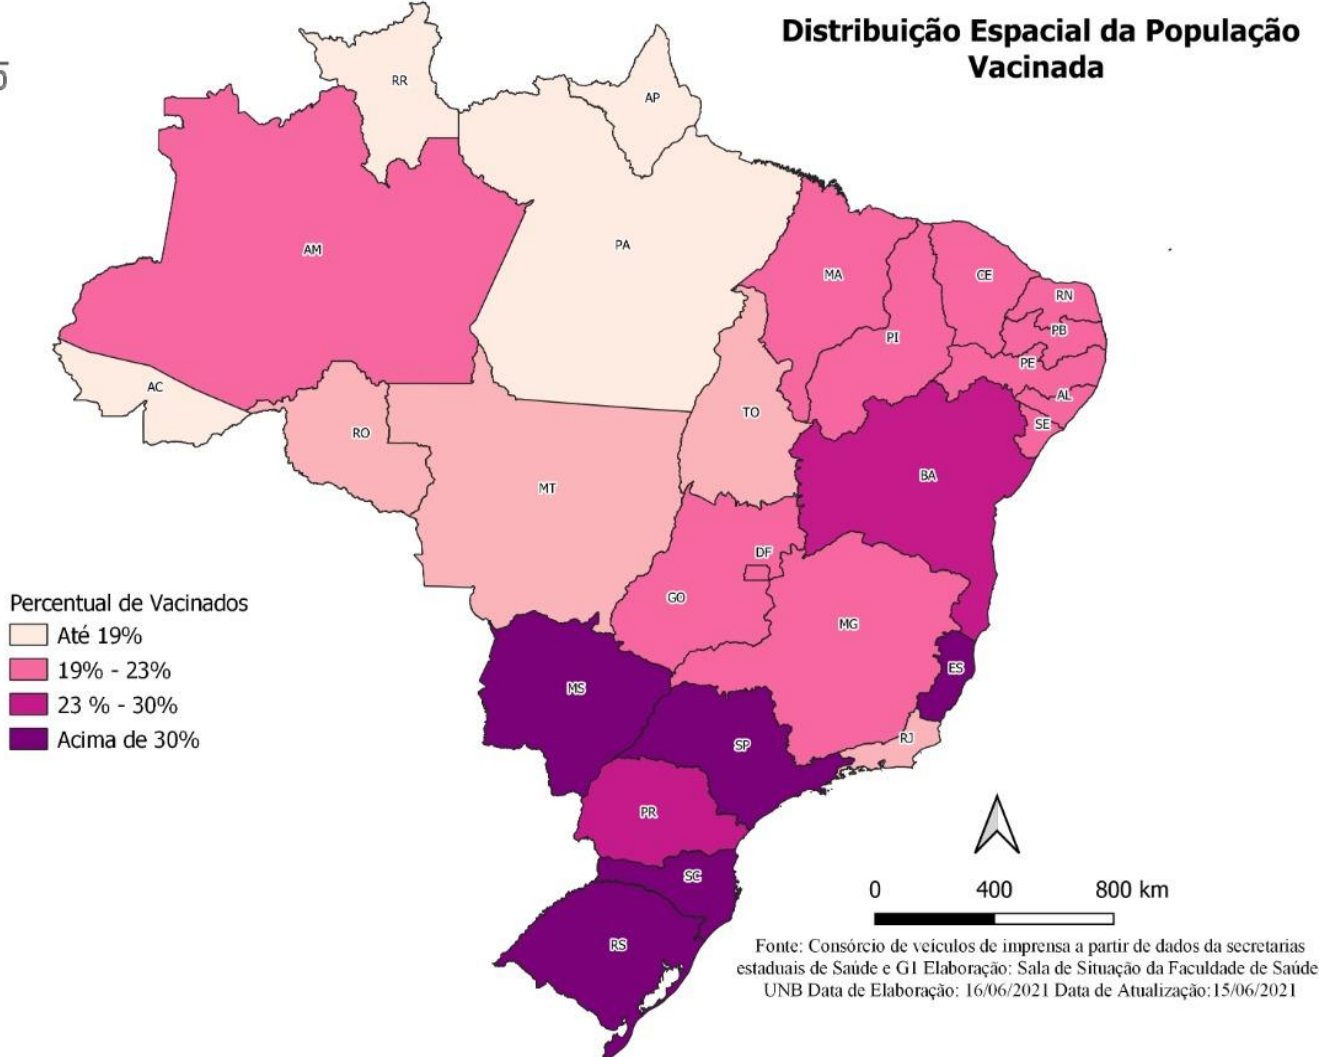 Distribuição Espacial da População
Vacinada
RR
AP
AM
PA
MA
CE
RN
PB
PI
PE
AL
SE
AC
RO
TO
MT
BA
DF
GO
MG
ES
MS
RJ
SP
PR
SC
RS
Percentual de Vacinados
Até 19%
19% - 23%
23 % - 30%
Acima de 30%
0 400 800 km
Fonte: Consórcio de veículos de imprensa a partir de dados da secretarias
estaduais de Saúde e G1 Elaboração: Sala de Situação da Faculdade de Saúde
UNB Data de Elaboração: 16/06/2021 Data de Atualização:15/06/2021